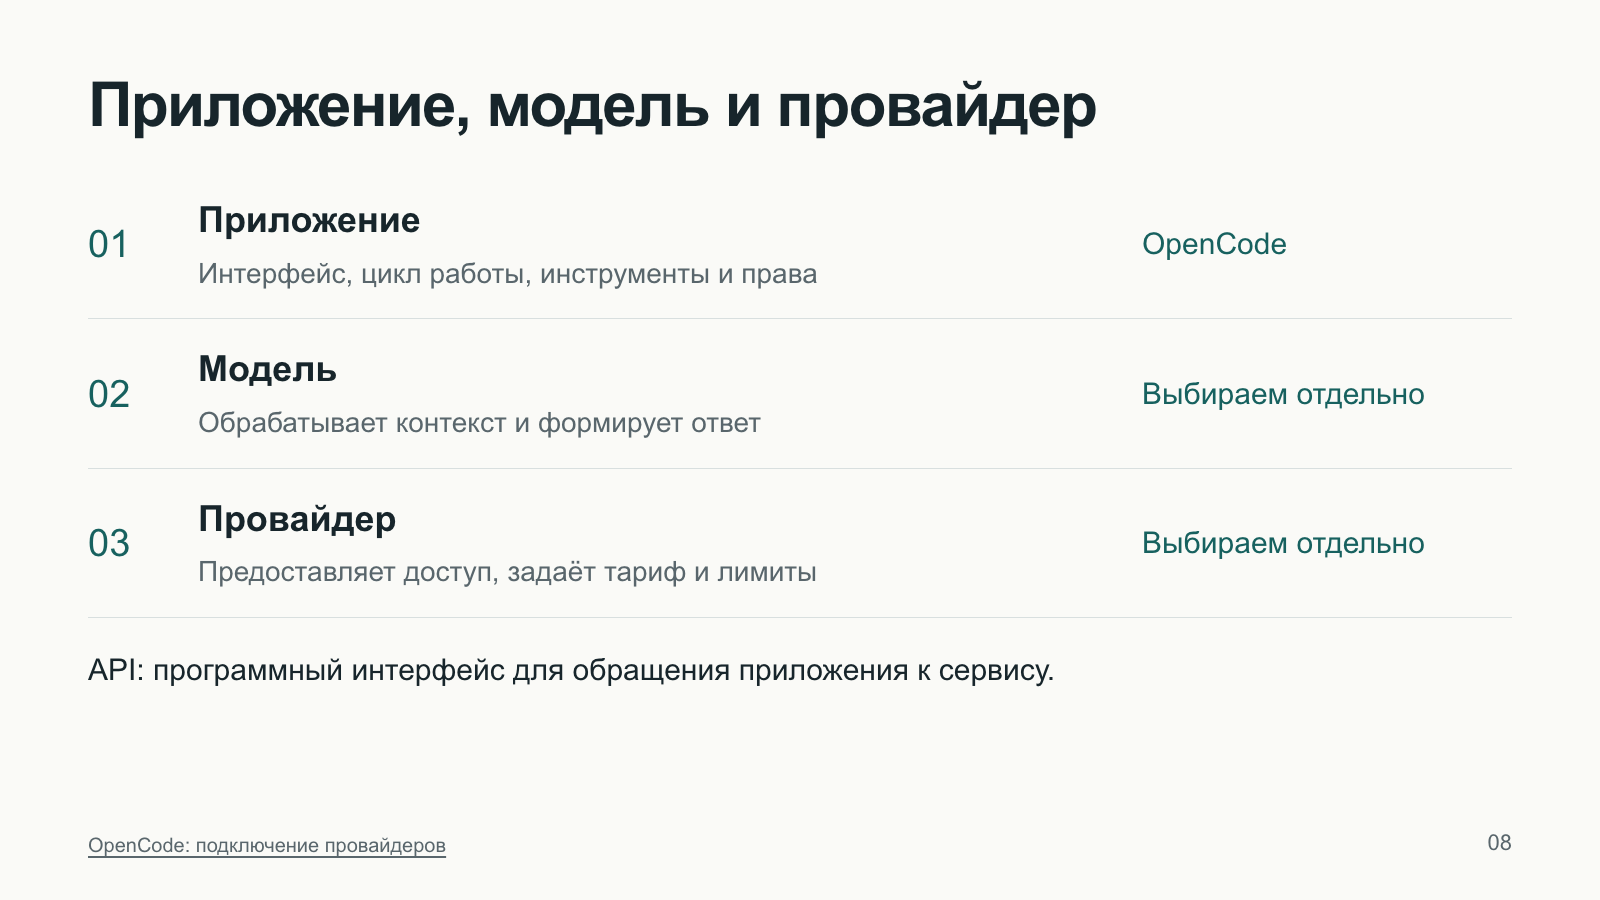 Приложение, модель и провайдер
01
Приложение
Интерфейс, цикл работы, инструменты и права
OpenCode
02
Модель
Обрабатывает контекст и формирует ответ
Выбираем отдельно
03
Провайдер
Предоставляет доступ, задаёт тариф и лимиты
Выбираем отдельно
API: программный интерфейс для обращения приложения к сервису.
OpenCode: подключение провайдеров
08